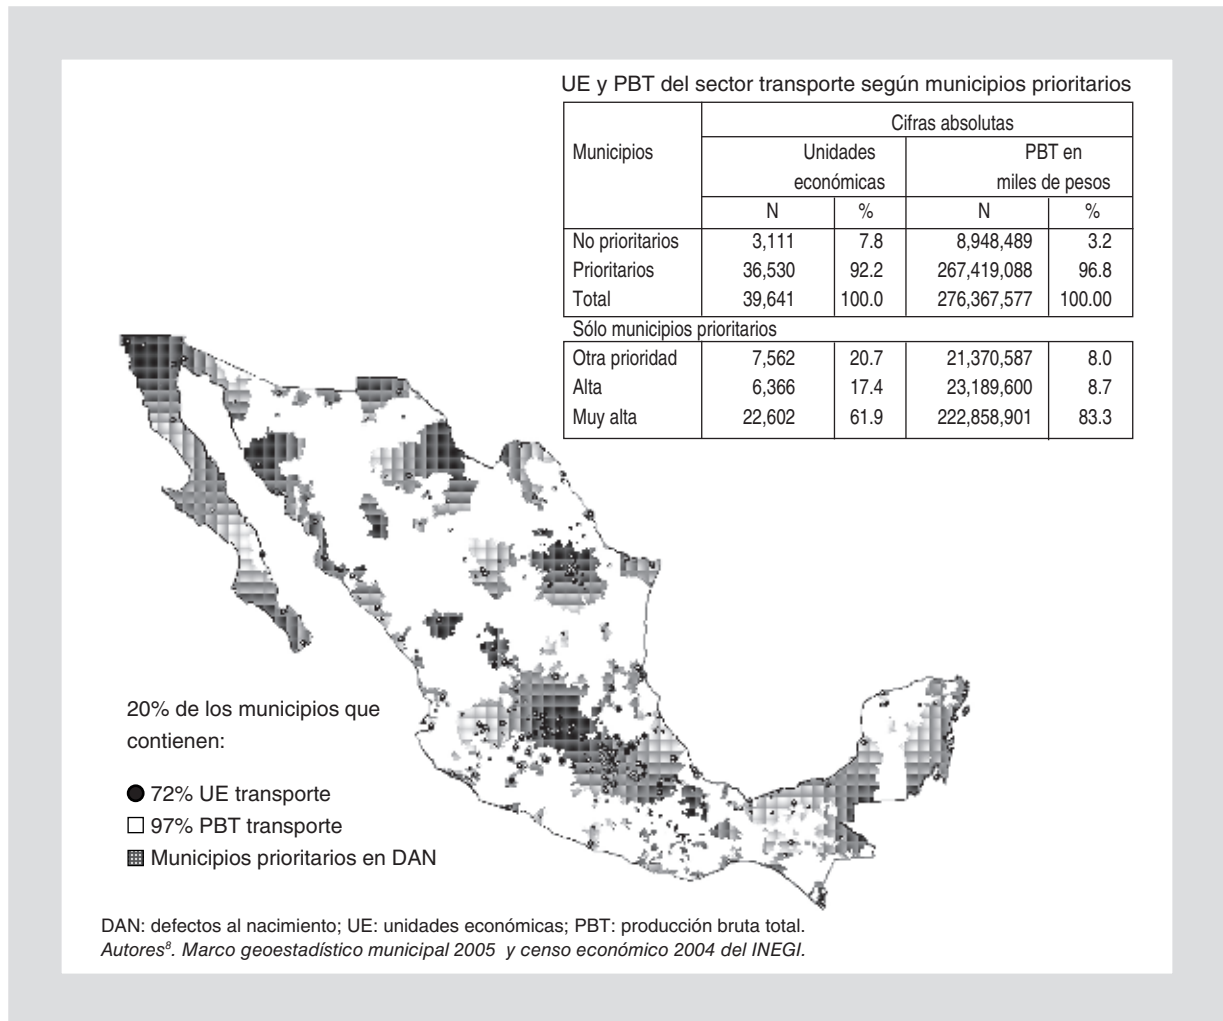 UE y PBT del sector transporte según municipios prioritarios
Cifras absolutas
Municipios Unidades PBT en
económicas miles de pesos
N % N %
No prioritarios 3,111 7.8 8,948,489 3.2
Prioritarios 36,530 92.2 267,419,088 96.8
Total 39,641 100.0 276,367,577 100.00
Sólo municipios prioritarios
Otra prioridad 7,562 20.7 21,370,587 8.0
Alta 6,366 17.4 23,189,600 8.7
Muy alta 22,602 61.9 222,858,901 83.3
20% de los municipios que
contienen:
72% UE transporte
97% PBT transporte
Municipios prioritarios en DAN
DAN: defectos al nacimiento; UE: unidades económicas; PBT: producción bruta total.
Autores⁸. Marco geoestadístico municipal 2005 y censo económico 2004 del INEGI.